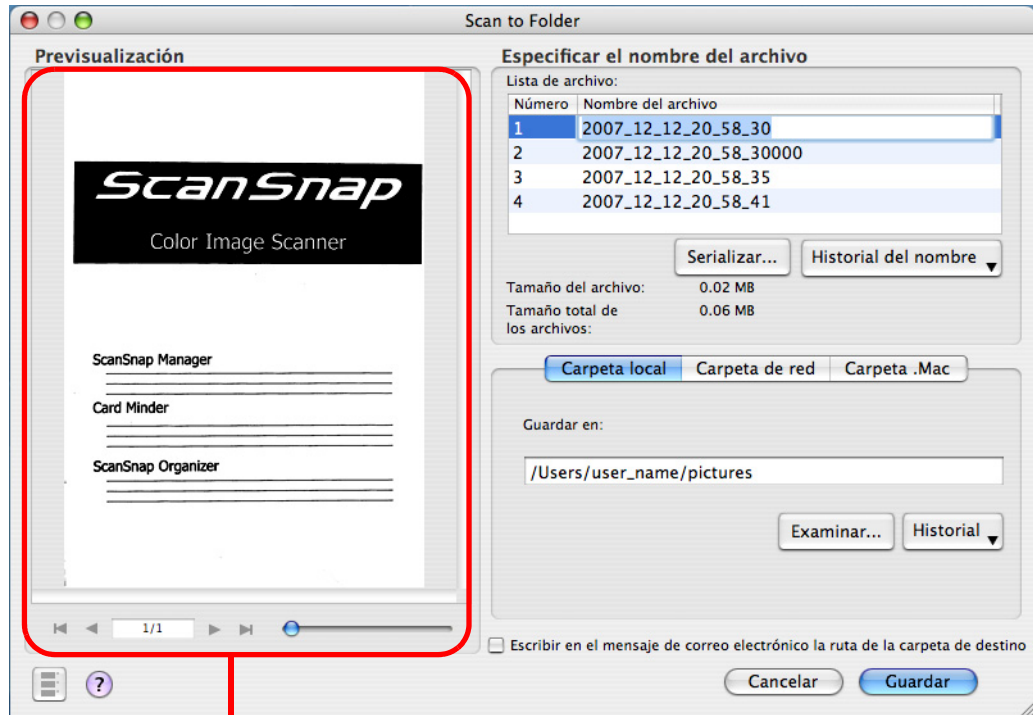 Scan to Folder
Previsualización
ScanSnap
Color Image Scanner
ScanSnap Manager
Card Minder
ScanSnap Organizer
1/1
?
Especificar el nombre del archivo
Lista de archivo:
Número Nombre del archivo
1 2007_12_12_20_58_30
2 2007_12_12_20_58_30000
3 2007_12_12_20_58_35
4 2007_12_12_20_58_41
Serializar... Historial del nombre
Tamaño del archivo: 0.02 MB
Tamaño total de 0.06 MB
los archivos:
Carpeta local Carpeta de red Carpeta .Mac
Guardar en:
/Users/user_name/pictures
Examinar... Historial
Escribir en el mensaje de correo electrónico la ruta de la carpeta de destino
Cancelar Guardar